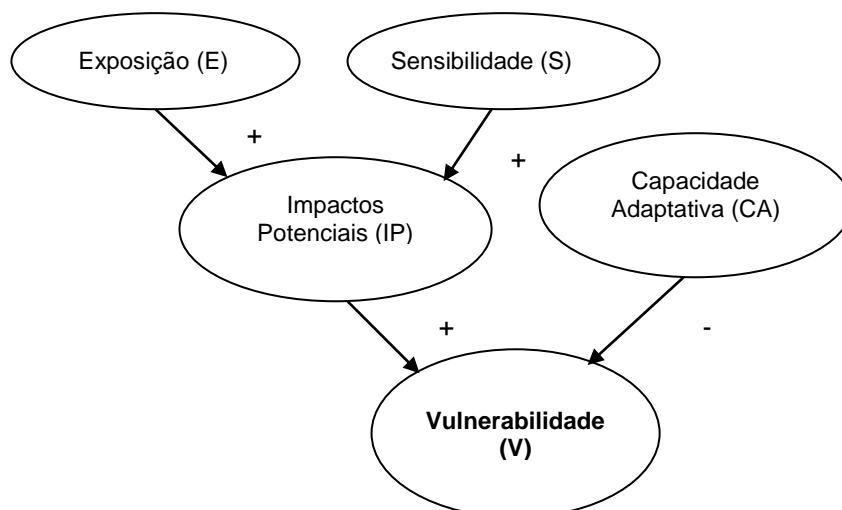 Exposição (E)
Sensibilidade (S)
+
+
Impactos
Potenciais (IP)
Capacidade
Adaptativa (CA)
+
-
Vulnerabilidade
(V)